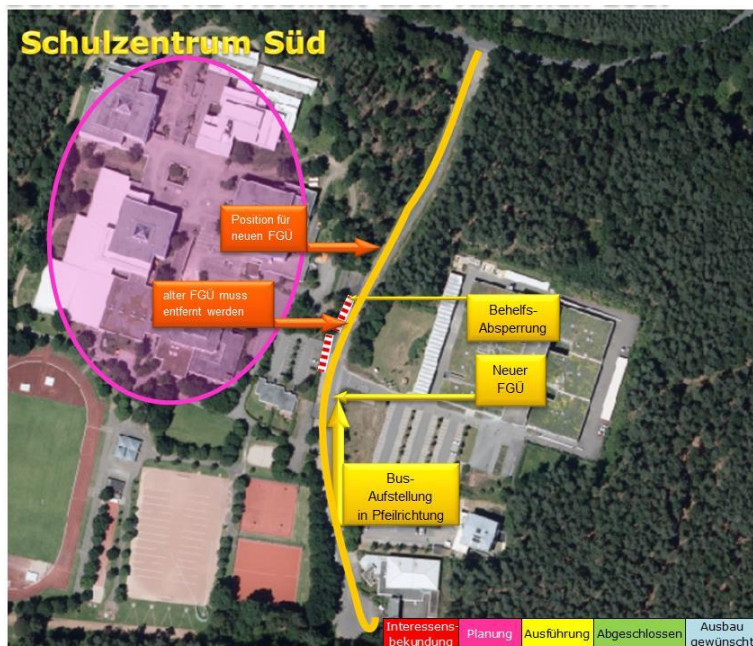 Schulzentrum Süd
Position für
neuen FGÜ
alter FGÜ muss
entfernt werden
Behelfs-
Absperrung
Neuer
FGÜ
Bus-
Aufstellung
in Pfeilrichtung
Interessens-
bekundung
Planung
Ausführung
Abgeschlossen
Ausbau
gewünscht